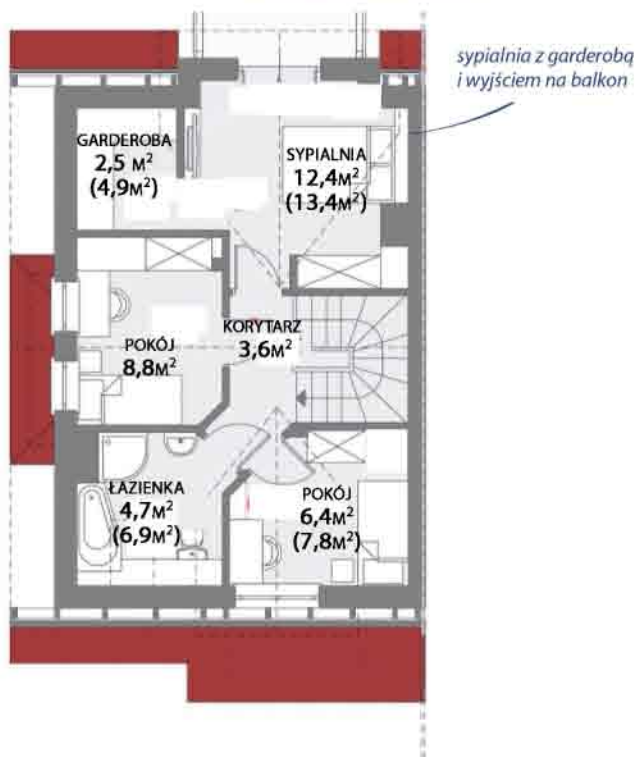 sypialnia z garderobą
i wyjściem na balkon
GARDEROBA
2,5 M²
(4,9M²)
SYPIALNIA
12,4M²
(13,4M²)
POKÓJ
8,8M²
KORYTARZ
3,6M²
ŁAZIENKA
4,7M²
(6,9M²)
POKÓJ
6,4M²
(7,8M²)